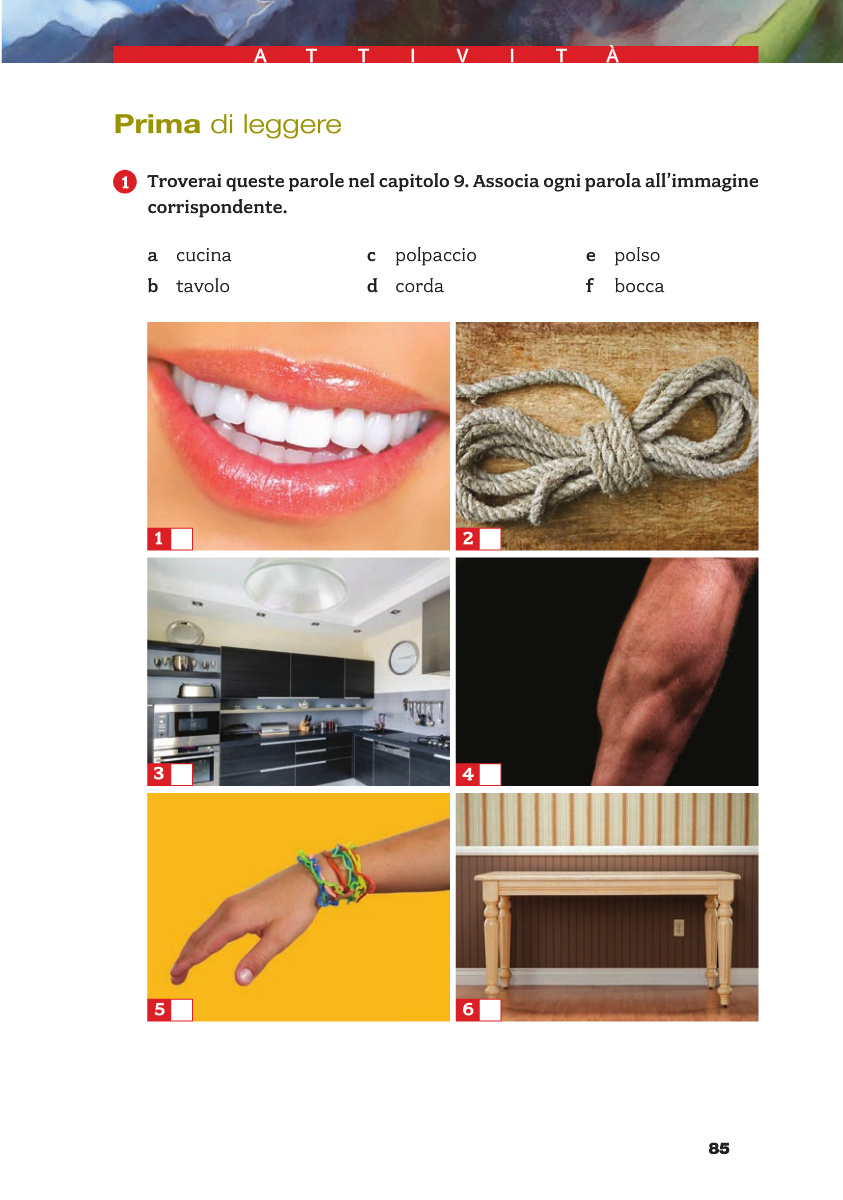 ATTIVITÀ
Prima di leggere
1 Troverai queste parole nel capitolo 9. Associa ogni parola all'immagine
corrispondente.
a cucina c polpaccio e polso
b tavolo d corda f bocca
1 2
3 4
5 6
85